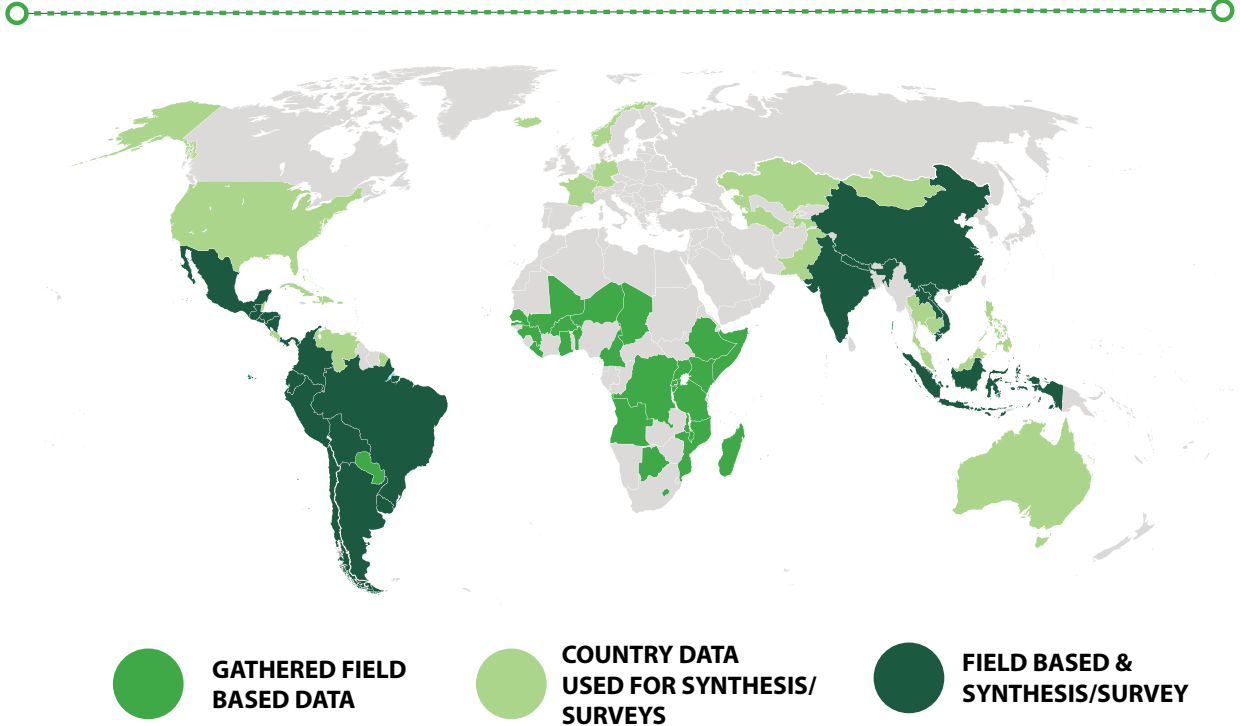 GATHERED FIELD
BASED DATA
COUNTRY DATA
USED FOR SYNTHESIS/
SURVEYS
FIELD BASED &
SYNTHESIS/SURVEY